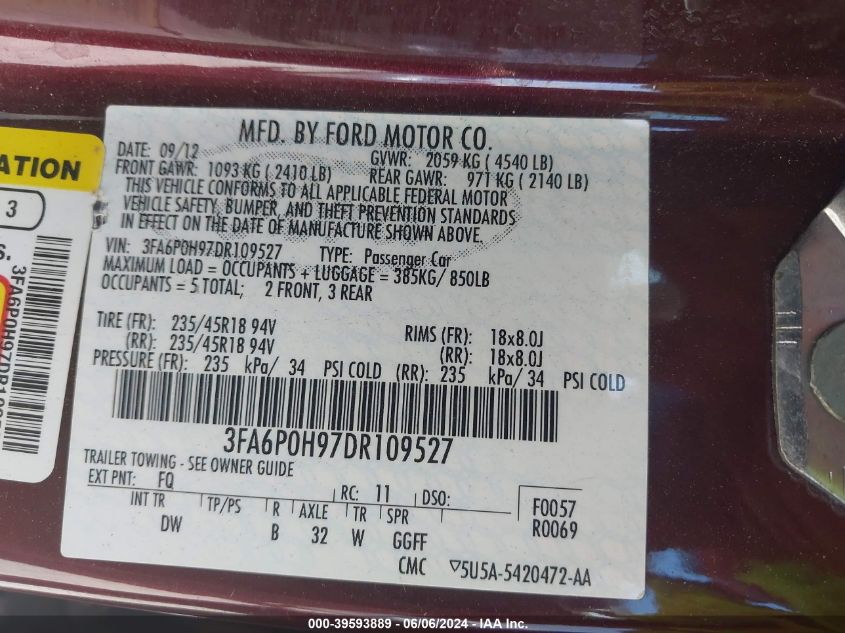 MFD. BY FORD MOTOR CO.
DATE: 09/12
GVWR: 2059 KG ( 4540 LB)
FRONT GAWR: 1093 KG ( 2410 LB)
REAR GAWR: 971 KG ( 2140 LB)
THIS VEHICLE CONFORMS TO ALL APPLICABLE FEDERAL MOTOR
VEHICLE SAFETY, BUMPER, AND THEFT PREVENTION STANDARDS
IN EFFECT ON THE DATE OF MANUFACTURE SHOWN ABOVE.
VIN: 3FA6P0H97DR109527 TYPE: Passenger Car
MAXIMUM LOAD = OCCUPANTS + LUGGAGE = 385KG/ 850LB
OCCUPANTS = 5 TOTAL; 2 FRONT, 3 REAR
TIRE (FR): 235/45R18 94V RIMS (FR): 18x8.0J
(RR): 235/45R18 94V (RR): 18x8.0J
PRESSURE (FR): 235 kPa/ 34 PSI COLD (RR): 235 kPa/ 34 PSI COLD
3FA6P0H97DR109527
TRAILER TOWING - SEE OWNER GUIDE
EXT PNT: FQ RC: 11 DSO: F0057
INT TR TP/PS R AXLE TR SPR R0069
DW B 32 W GGFF
CMC ▽5U5A-5420472-AA
3
000-39593889 - 06/06/2024 - IAAI.com